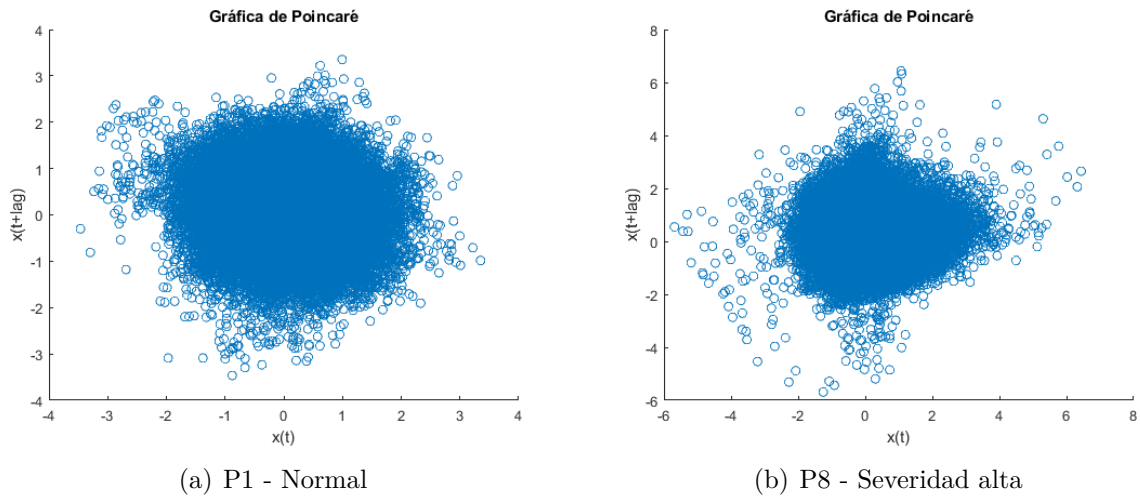 Gráfica de Poincaré
4
3
2
1
0
-1
-2
-3
-4
x(t+lag)
-4 -3 -2 -1 0 1 2 3 4
x(t)
(a) P1 - Normal
Gráfica de Poincaré
8
6
4
2
0
-2
-4
-6
x(t+lag)
-6 -4 -2 0 2 4 6 8
x(t)
(b) P8 - Severidad alta